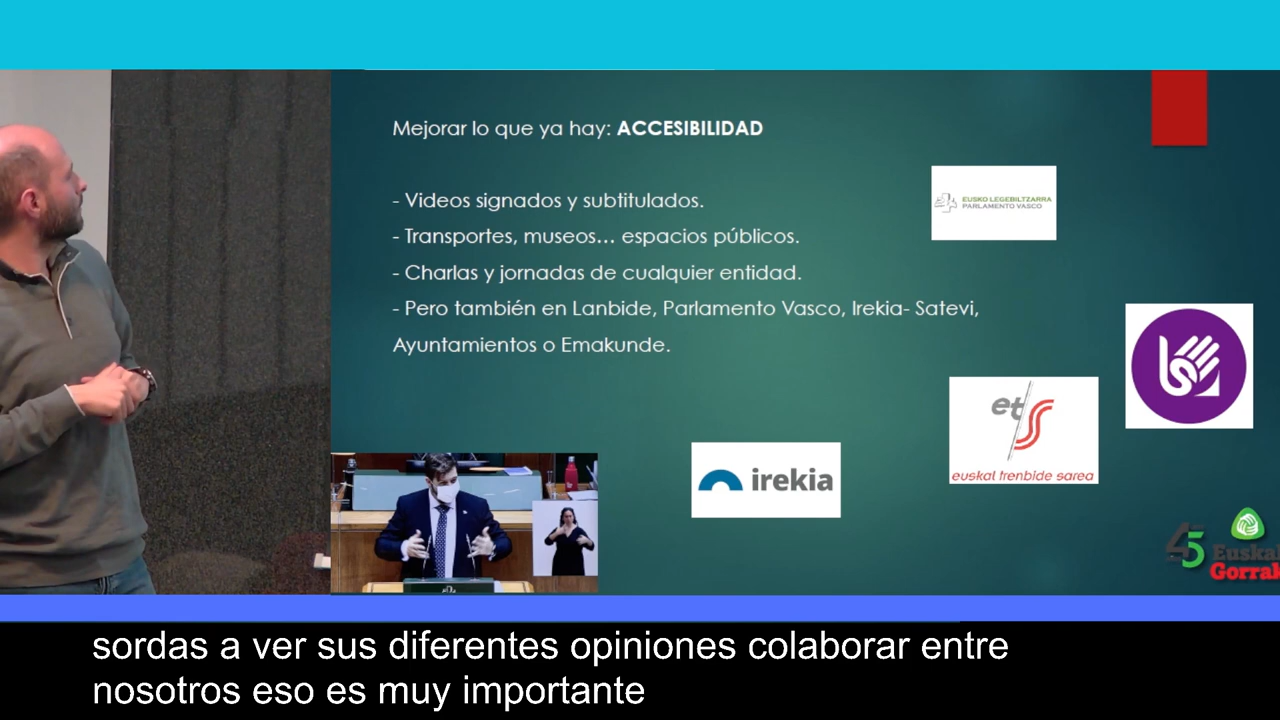 Mejorar lo que ya hay: ACCESIBILIDAD
- Videos signados y subtitulados.
- Transportes, museos... espacios públicos.
- Charlas y jornadas de cualquier entidad.
- Pero también en Lanbide, Parlamento Vasco, Irekia- Satevi,
Ayuntamientos o Emakunde.
EUSKO LEGEBILTZARRA
PARLAMENTO VASCO
ets
euskal trenbide sarea
irekia
45 Euskal
Gorrak
sordas a ver sus diferentes opiniones colaborar entre
nosotros eso es muy importante